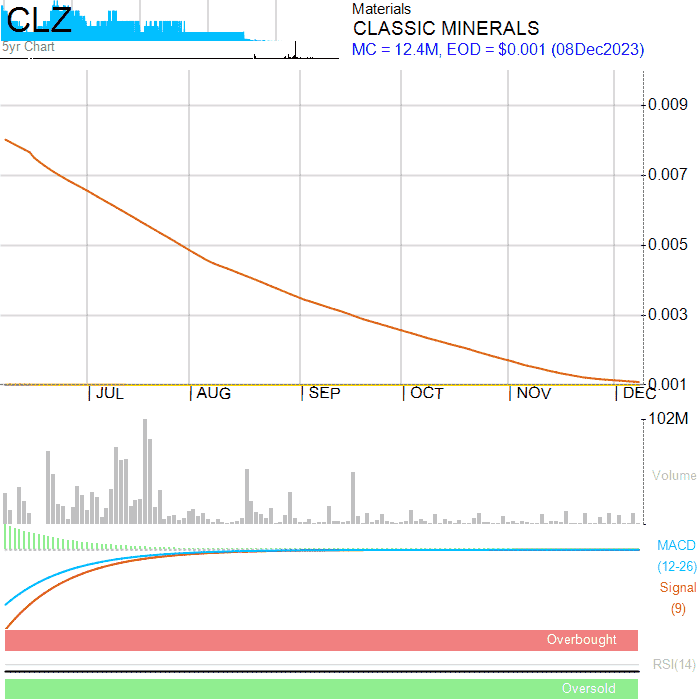 CLZ
Materials
CLASSIC MINERALS
5yr Chart
MC = 12.4M, EOD = $0.001 (08Dec2023)
0.009
0.007
0.005
0.003
0.001
JUL AUG SEP OCT NOV DEC
102M
Volume
MACD
(12-26)
Signal
(9)
Overbought
RSI(14)
Oversold